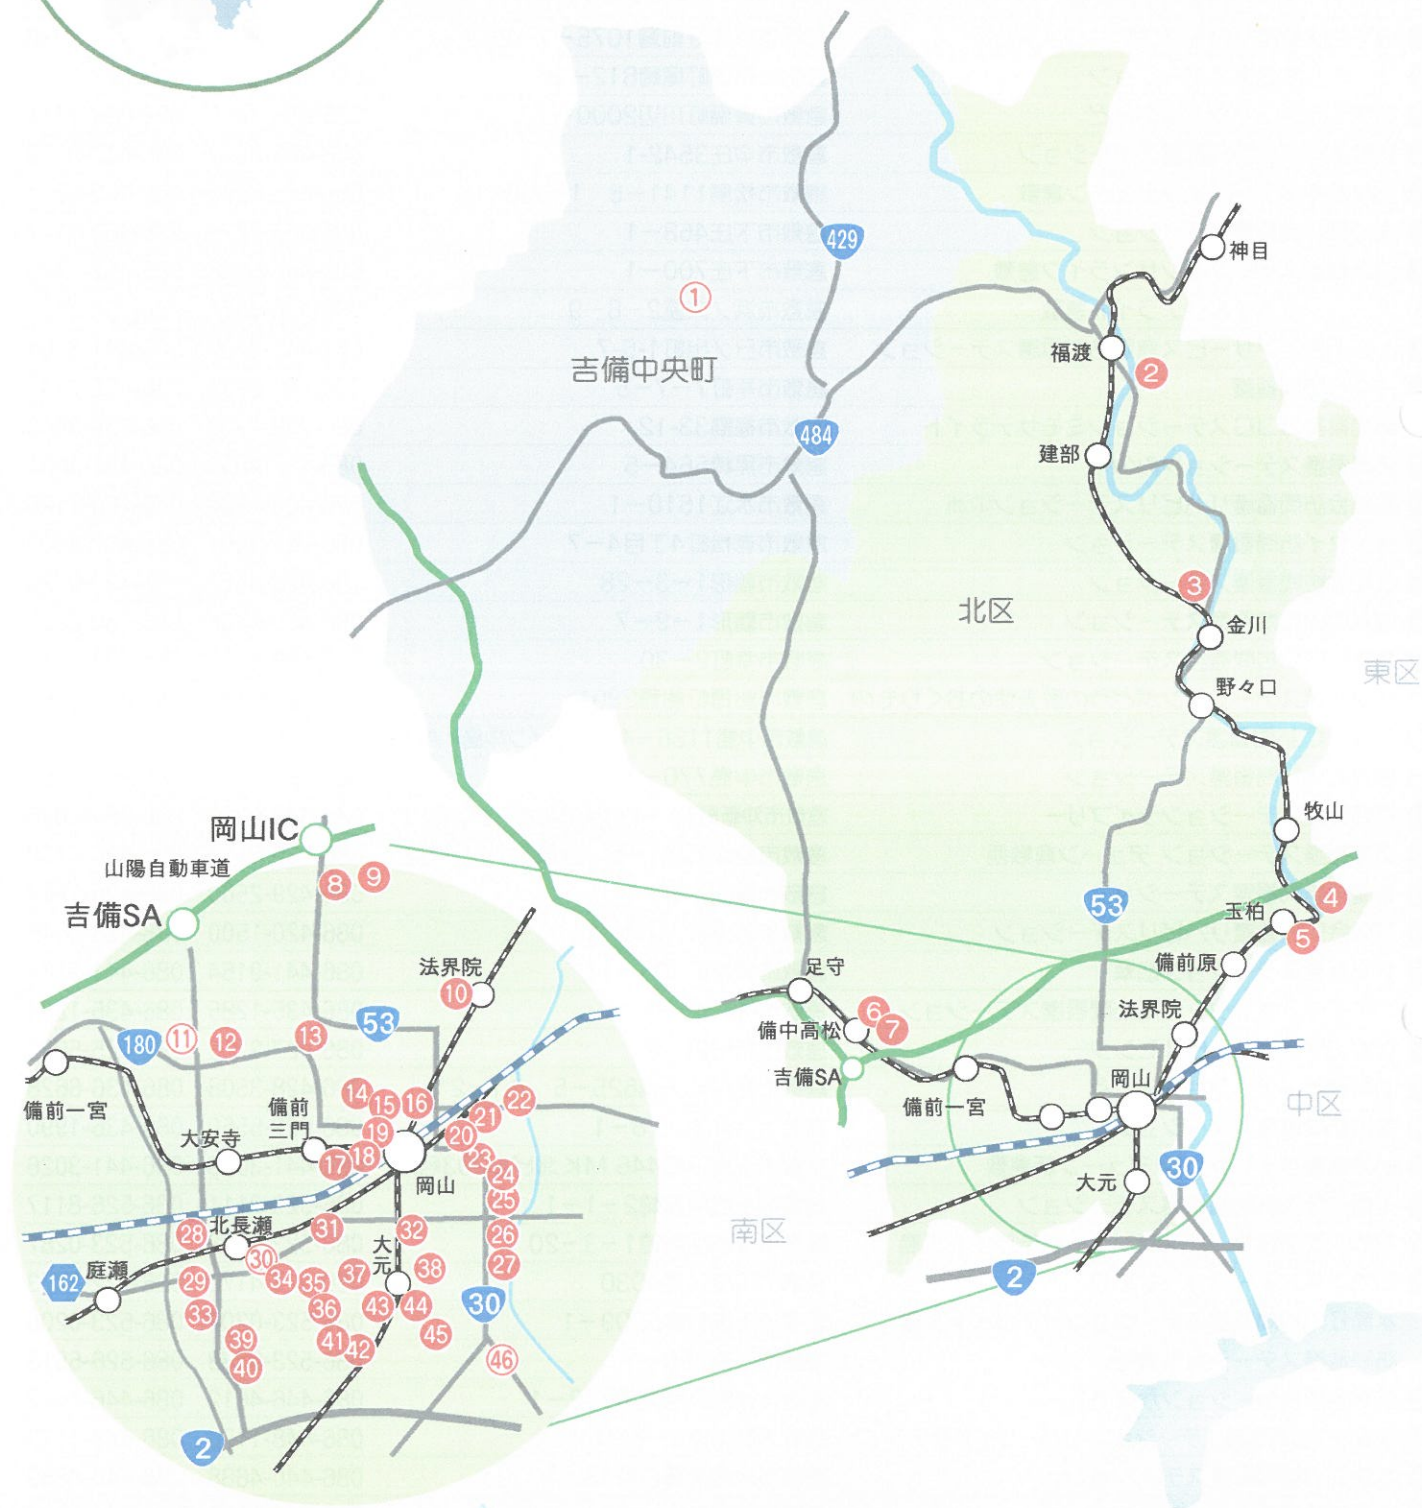 429
神目
①
吉備中央町
福渡
2
484
建部
3
北区
金川
東区
野々口
牧山
岡山IC
山陽自動車道
8
9
吉備SA
53
4
玉柏
5
法界院
10
備前原
足守
6
7
備中高松
法界院
吉備SA
180
⑪
12
13
53
岡山
備前一宮
中区
備前一宮
14
15
16
22
21
備前
三門
19
20
大安寺
17
18
23
24
岡山
25
30
大元
南区
28
北長瀬
31
32
26
㉚
大
元
27
162
庭瀬
29
34
35
37
38
2
33
36
43
44
30
39
41
42
45
40
㊻
2